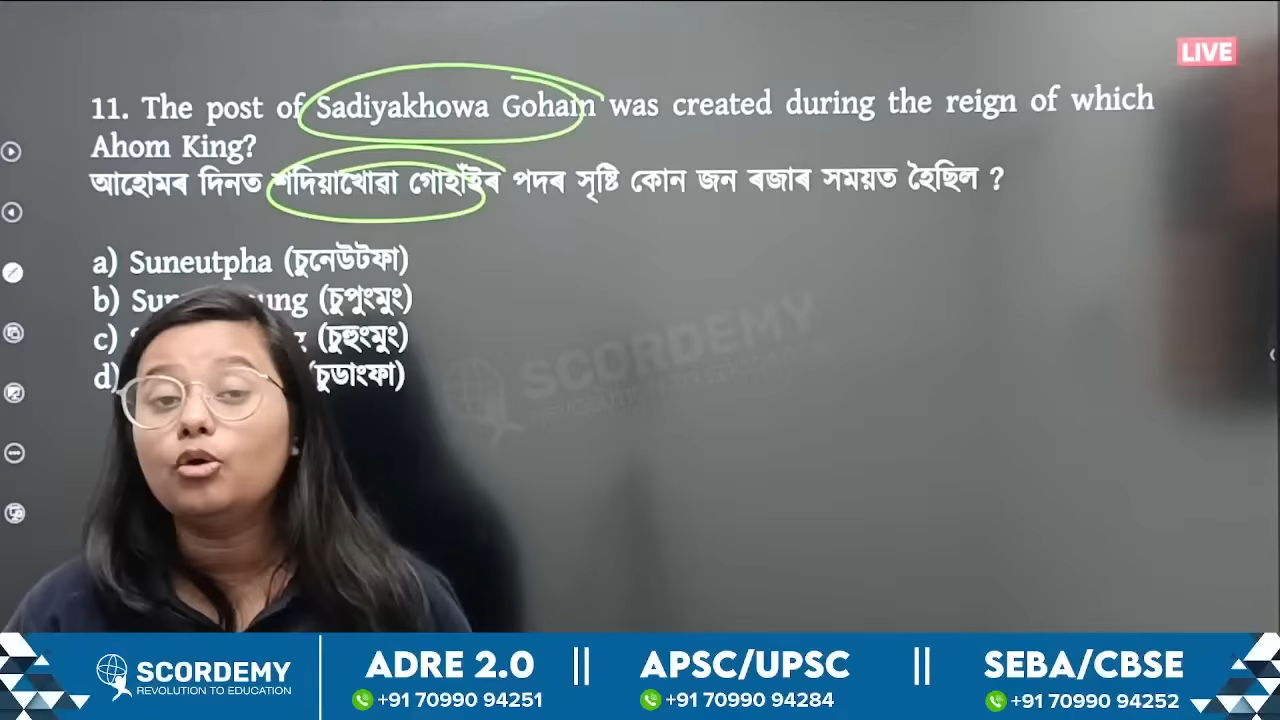 LIVE
11. The post of Sadiyakhowa Gohain was created during the reign of which
Ahom King?
আহোমৰ দিনত শদিয়াখোৱা গোহাঁইৰ পদৰ সৃষ্টি কোন জন ৰজাৰ সময়ত হৈছিল ?
a) Suneutpha (চুনেউটফা)
b) (চুপুংমুং)
c) (চুহুংমুং)
d) (চুডাংফা)
SCORDEMY
SCORDEMY
REVOLUTION TO EDUCATION
ADRE 2.0 || APSC/UPSC || SEBA/CBSE
+91 70990 94251 +91 70990 94284 +91 70990 94252